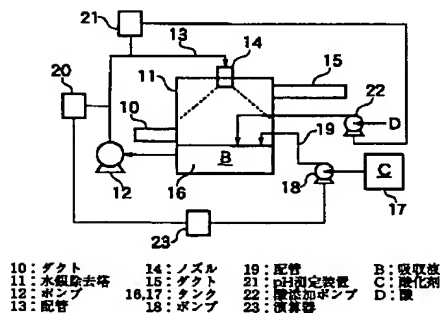 21
13
14
20
11
15
22
10
D
19
B
16
12
18
C
17
23
10:ダクト 14:ノズル 19:配管 B:吸収液
11:水銀除去塔 15:ダクト 21:pH測定装置 C:酸化剤
12:ポンプ 16,17:タンク 22:酸添加ポンプ D:酸
13:配管 18:ポンプ 23:演算器